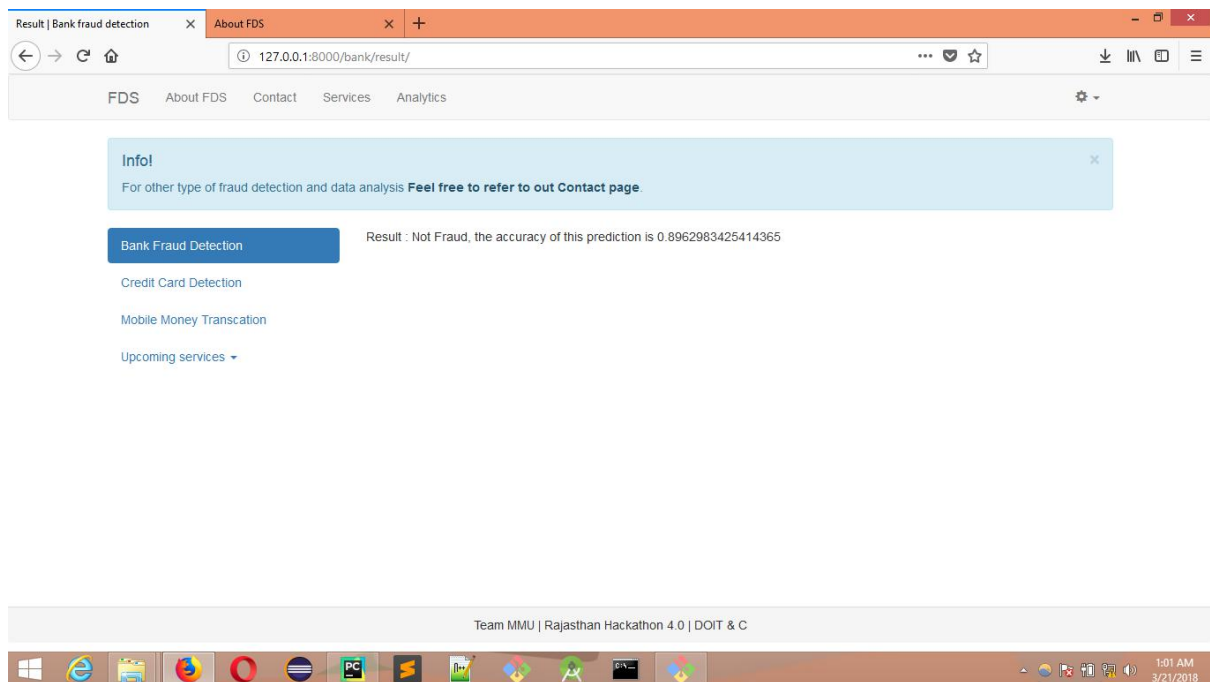 Result | Bank fraud detection
About FDS
127.0.0.1:8000/bank/result/
FDS About FDS Contact Services Analytics
Info!
For other type of fraud detection and data analysis Feel free to refer to out Contact page.
Bank Fraud Detection
Result : Not Fraud, the accuracy of this prediction is 0.8962983425414365
Credit Card Detection
Mobile Money Transcation
Upcoming services
Team MMU | Rajasthan Hackathon 4.0 | DOIT & C
PC
1:01 AM
3/21/2018